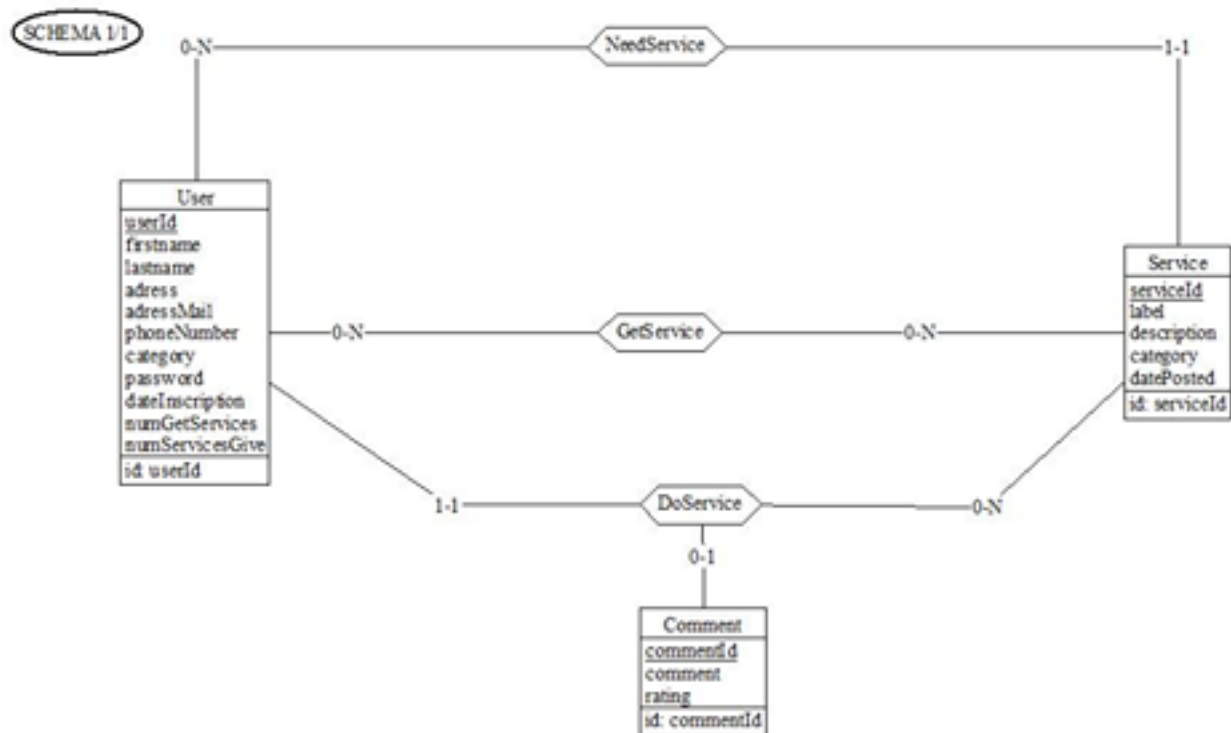 SCHEMA 1/1
0-N
NeedService
1-1
User
userId
firstname
lastname
adress
adressMail
phoneNumber
category
password
dateInscription
numGetServices
numServicesGive
id: userId
0-N
GetService
0-N
Service
serviceId
label
description
category
datePosted
id: serviceId
1-1
DoService
0-N
0-1
Comment
commentId
comment
rating
id: commentId